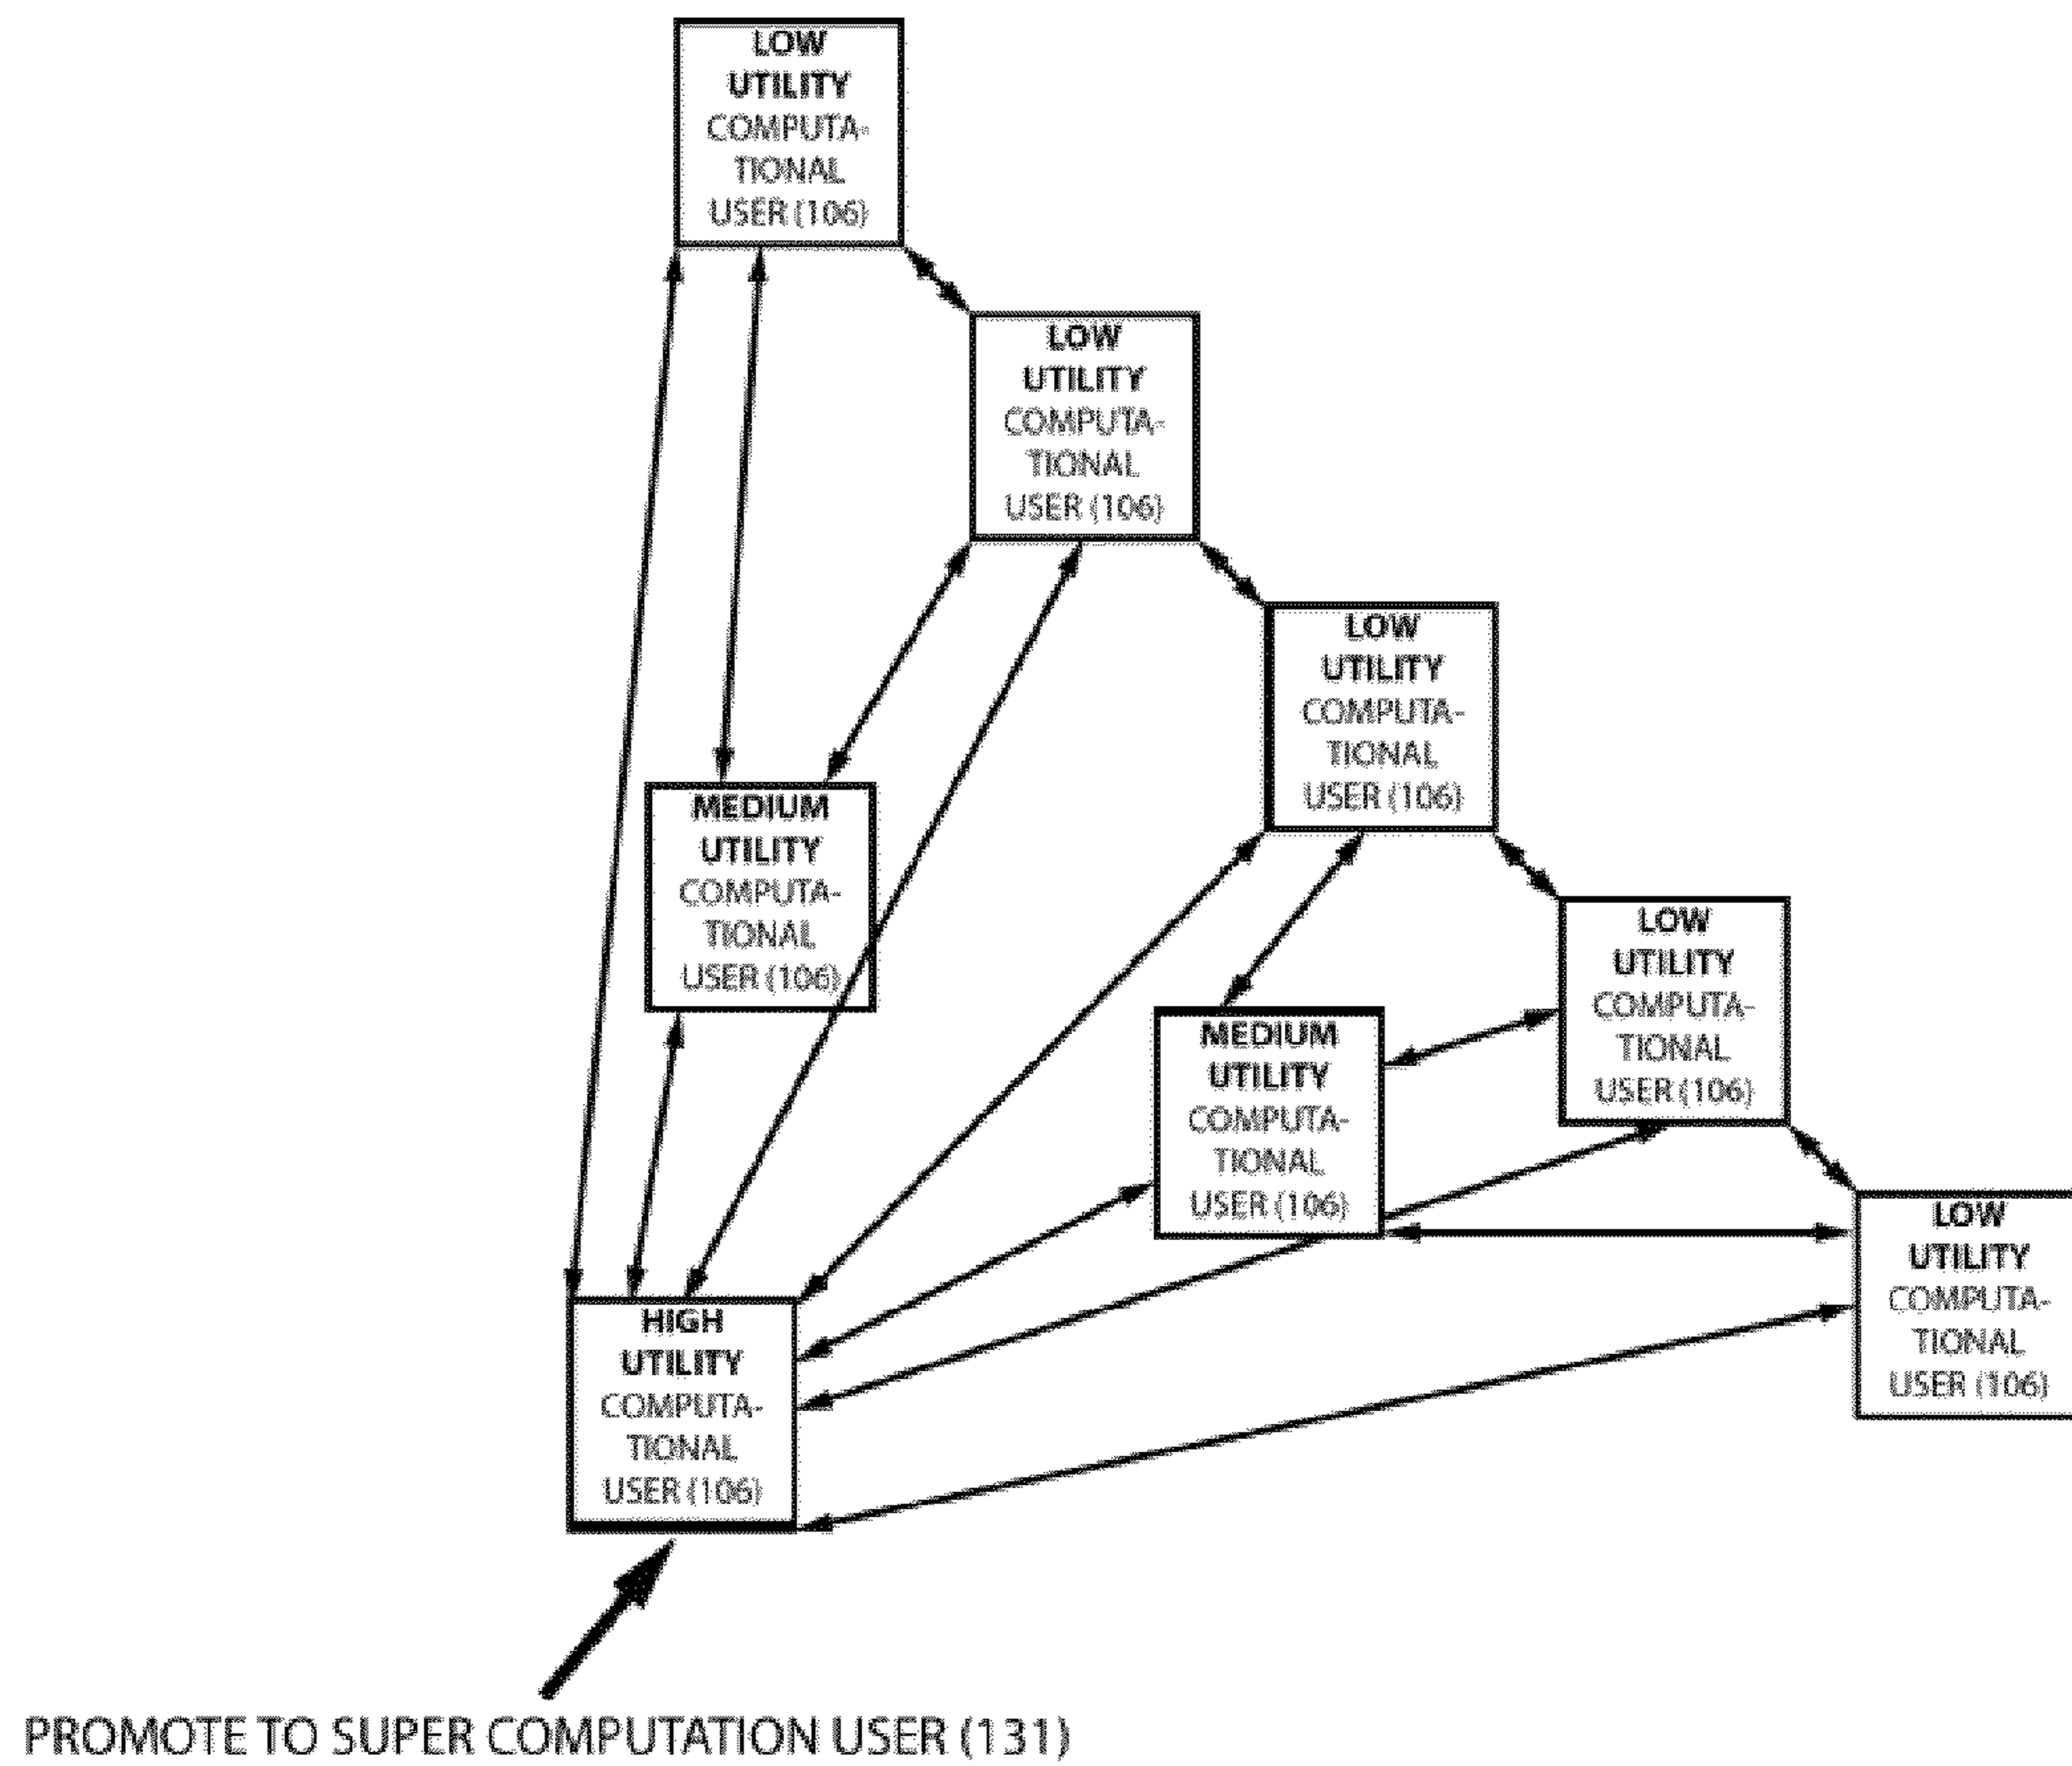 LOW
UTILITY
COMPUTA-
TIONAL
USER (106)
LOW
UTILITY
COMPUTA-
TIONAL
USER (106)
LOW
UTILITY
COMPUTA-
TIONAL
USER (106)
MEDIUM
UTILITY
COMPUTA-
TIONAL
USER (106)
LOW
UTILITY
COMPUTA-
TIONAL
USER (106)
MEDIUM
UTILITY
COMPUTA-
TIONAL
USER (106)
LOW
UTILITY
COMPUTA-
TIONAL
USER (106)
HIGH
UTILITY
COMPUTA-
TIONAL
USER (106)
PROMOTE TO SUPER COMPUTATION USER (131)